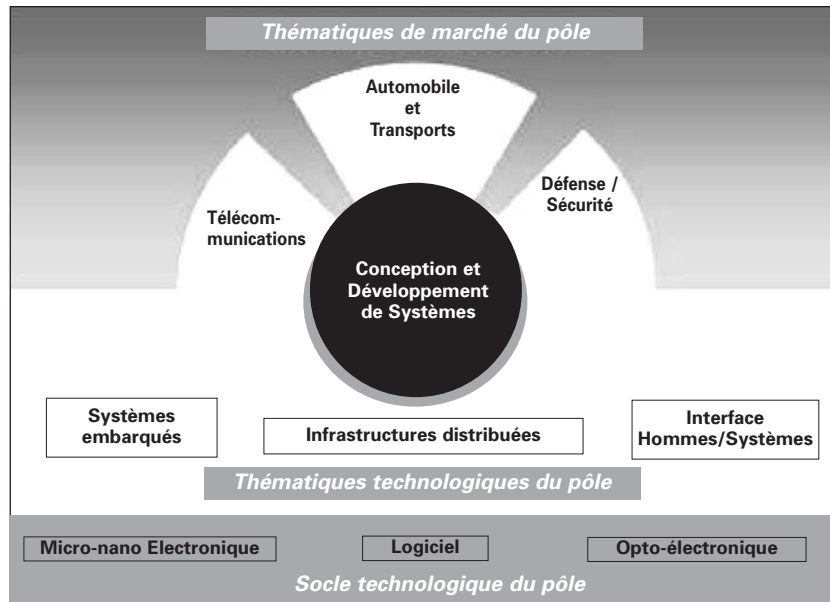 Thématiques de marché du pôle
Automobile
et
Transports
Télécom-
munications
Défense /
Sécurité
Conception et
Développement
de Systèmes
Systèmes
embarqués
Infrastructures distribuées
Interface
Hommes/Systèmes
Thématiques technologiques du pôle
Micro-nano Electronique
Logiciel
Opto-électronique
Socle technologique du pôle